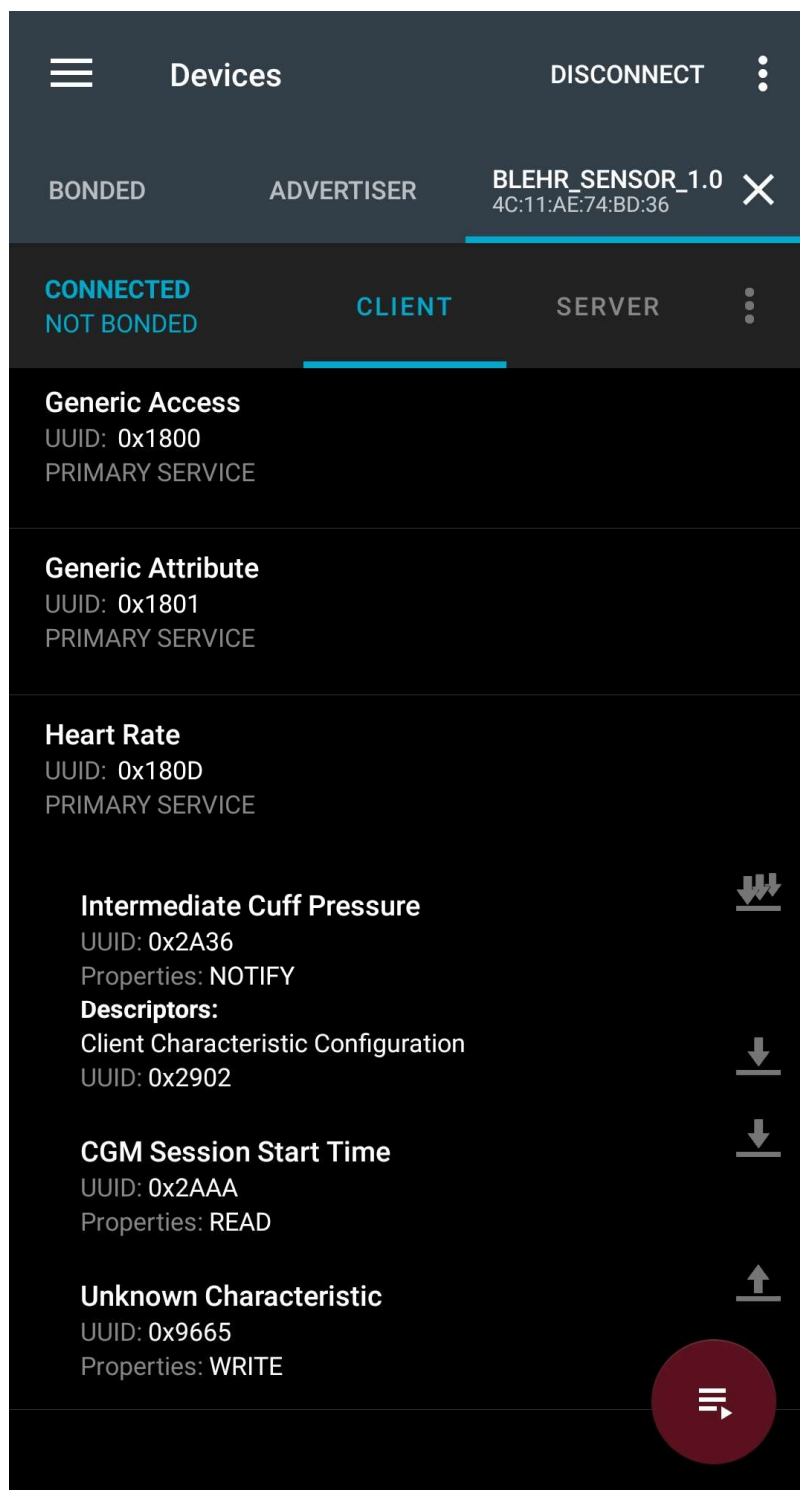 Devices
DISCONNECT
BONDED
ADVERTISER
BLEHR_SENSOR_1.0
4C:11:AE:74:BD:36
CONNECTED
NOT BONDED
CLIENT
SERVER
Generic Access
UUID: 0x1800
PRIMARY SERVICE
Generic Attribute
UUID: 0x1801
PRIMARY SERVICE
Heart Rate
UUID: 0x180D
PRIMARY SERVICE
Intermediate Cuff Pressure
UUID: 0x2A36
Properties: NOTIFY
Descriptors:
Client Characteristic Configuration
UUID: 0x2902
CGM Session Start Time
UUID: 0x2AAA
Properties: READ
Unknown Characteristic
UUID: 0x9665
Properties: WRITE